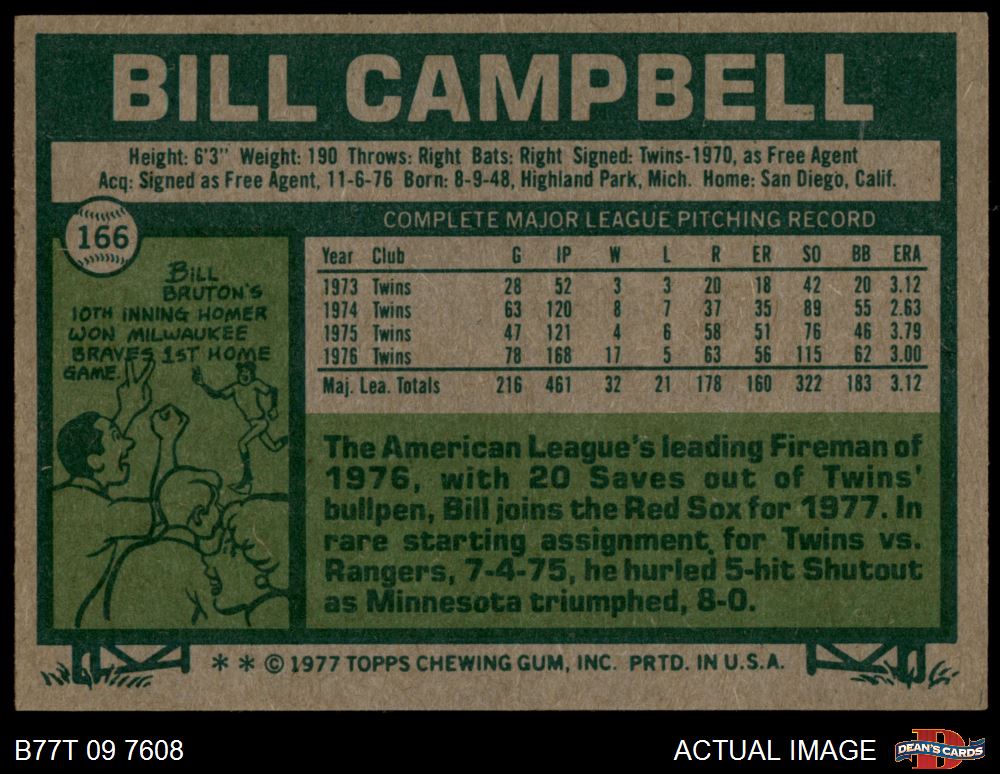 BILL CAMPBELL
Height: 6'3" Weight: 190 Throws: Right Bats: Right Signed: Twins-1970, as Free Agent
Acq: Signed as Free Agent, 11-6-76 Born: 8-9-48, Highland Park, Mich. Home: San Diego, Calif.
166
COMPLETE MAJOR LEAGUE PITCHING RECORD
BILL
BRUTON'S
10TH INNING HOMER
WON MILWAUKEE
BRAVES 1ST HOME
GAME.
Year Club G IP W L R ER SO BB ERA
1973 Twins 28 52 3 3 20 18 42 20 3.12
1974 Twins 63 120 8 7 37 35 89 55 2.63
1975 Twins 47 121 4 6 58 51 76 46 3.79
1976 Twins 78 168 17 5 63 56 115 62 3.00
Maj. Lea. Totals 216 461 32 21 178 160 322 183 3.12
The American League's leading Fireman of
1976, with 20 Saves out of Twins'
bullpen, Bill joins the Red Sox for 1977. In
rare starting assignment for Twins vs.
Rangers, 7-4-75, he hurled 5-hit Shutout
as Minnesota triumphed, 8-0.
* * © 1977 TOPPS CHEWING GUM, INC. PRTD. IN U.S.A.
B77T 09 7608
ACTUAL IMAGE
D
DEAN'S CARDS